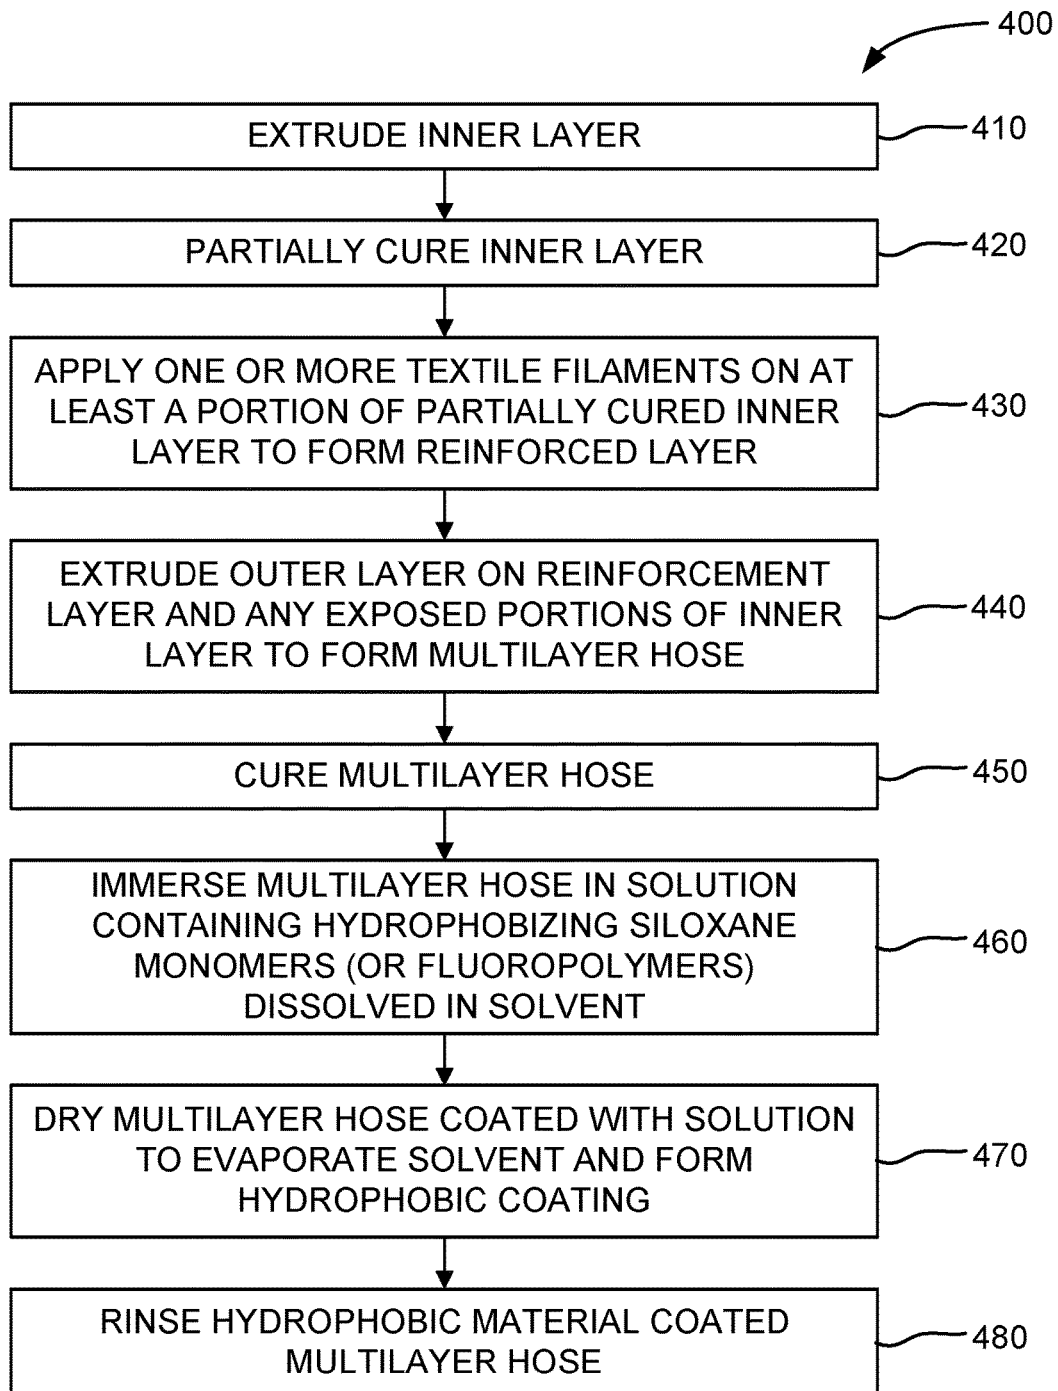 400
EXTRUDE INNER LAYER
410
PARTIALLY CURE INNER LAYER
420
APPLY ONE OR MORE TEXTILE FILAMENTS ON AT
LEAST A PORTION OF PARTIALLY CURED INNER
LAYER TO FORM REINFORCED LAYER
430
EXTRUDE OUTER LAYER ON REINFORCEMENT
LAYER AND ANY EXPOSED PORTIONS OF INNER
LAYER TO FORM MULTILAYER HOSE
440
CURE MULTILAYER HOSE
450
IMMERSE MULTILAYER HOSE IN SOLUTION
CONTAINING HYDROPHOBIZING SILOXANE
MONOMERS (OR FLUOROPOLYMERS)
DISSOLVED IN SOLVENT
460
DRY MULTILAYER HOSE COATED WITH SOLUTION
TO EVAPORATE SOLVENT AND FORM
HYDROPHOBIC COATING
470
RINSE HYDROPHOBIC MATERIAL COATED
MULTILAYER HOSE
480